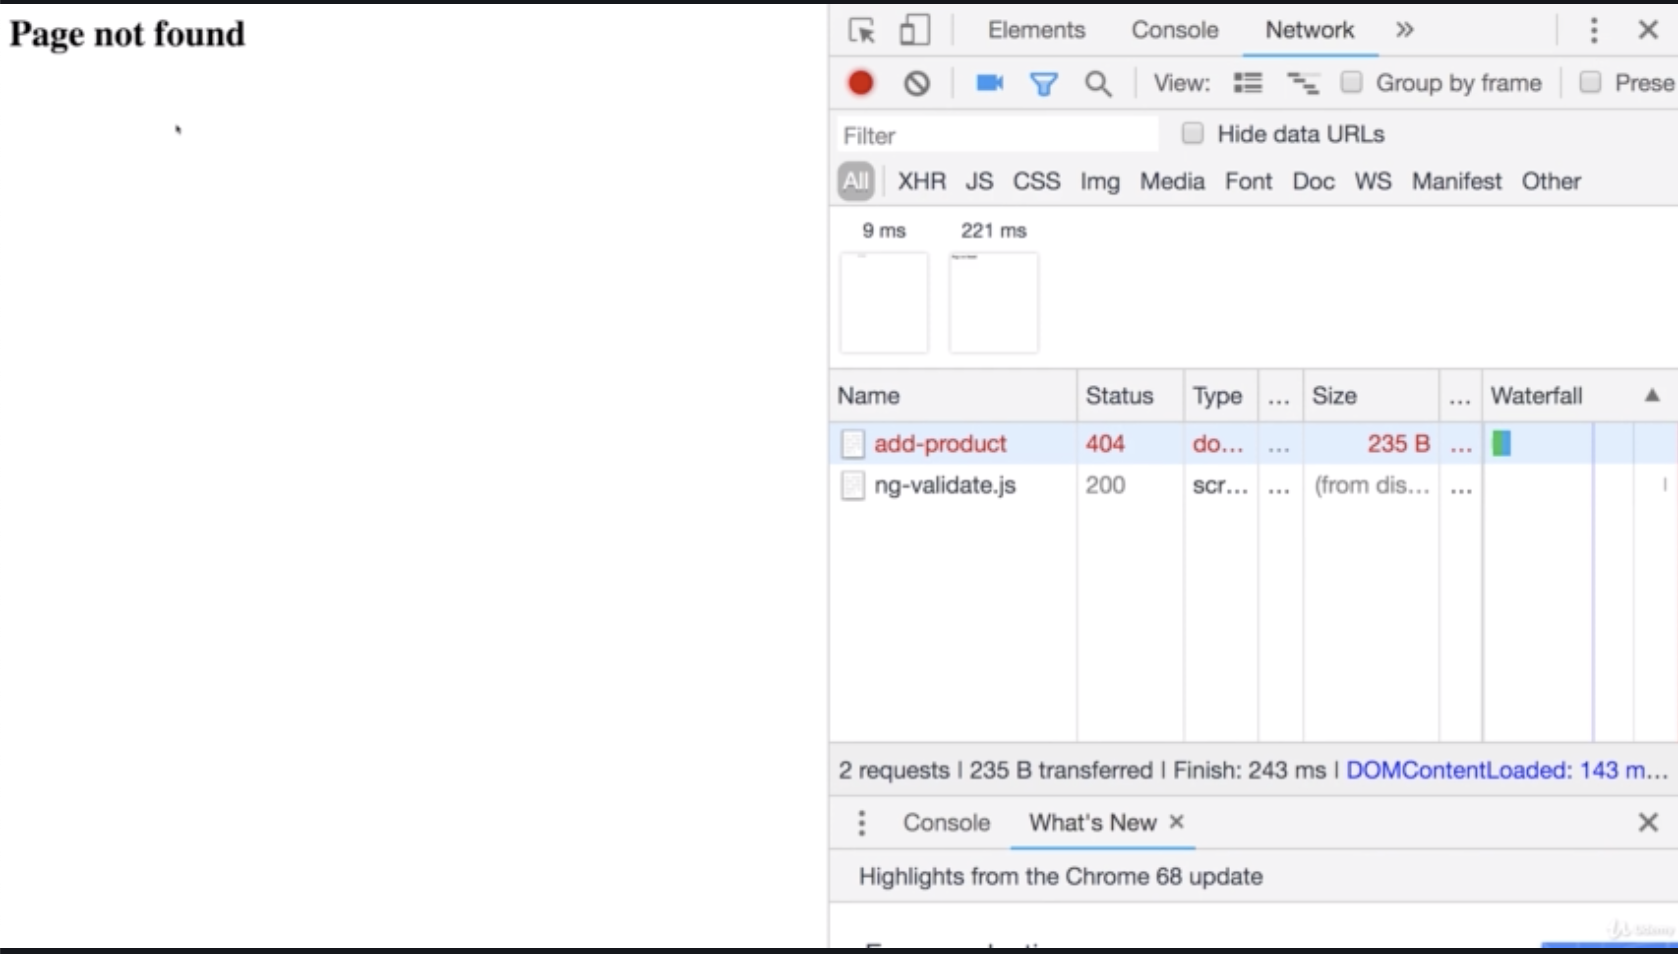 Page not found
Elements Console Network »
View: Group by frame Prese
Filter Hide data URLs
All XHR JS CSS Img Media Font Doc WS Manifest Other
9 ms 221 ms
Name Status Type ... Size ... Waterfall ▲
add-product 404 do... ... 235 B ...
ng-validate.js 200 scr... ... (from dis... ...
2 requests | 235 B transferred | Finish: 243 ms | DOMContentLoaded: 143 m...
Console What's New ×
Highlights from the Chrome 68 update
Udemy